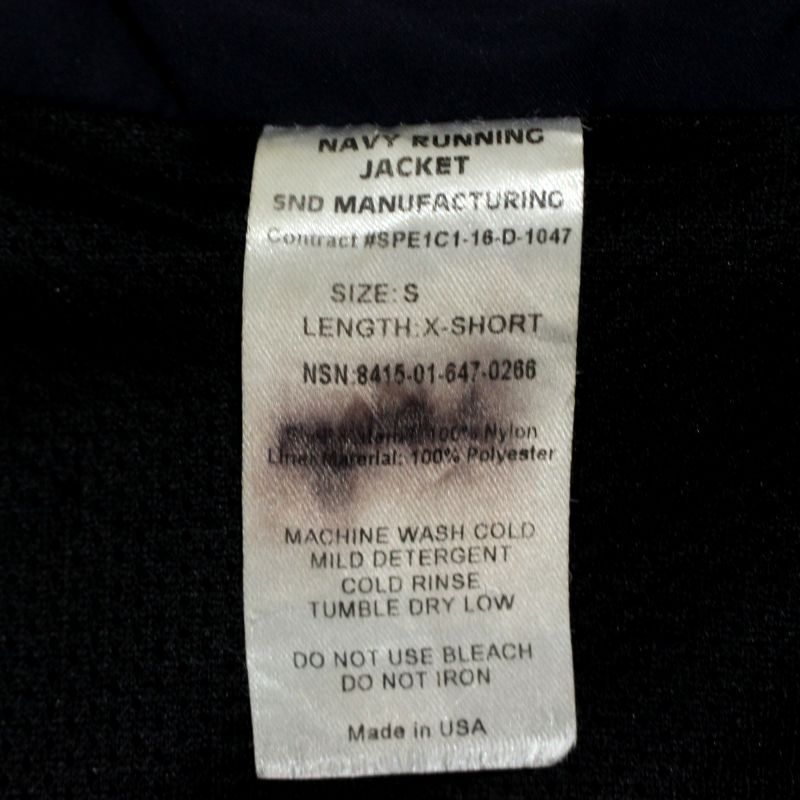 NAVY RUNNING
JACKET
SND MANUFACTURING
Contract #SPE1C1-16-D-1047
SIZE: S
LENGTH: X-SHORT
NSN:8415-01-647-0266
100% Nylon
Liner Material: 100% Polyester
MACHINE WASH COLD
MILD DETERGENT
COLD RINSE
TUMBLE DRY LOW
DO NOT USE BLEACH
DO NOT IRON
Made in USA